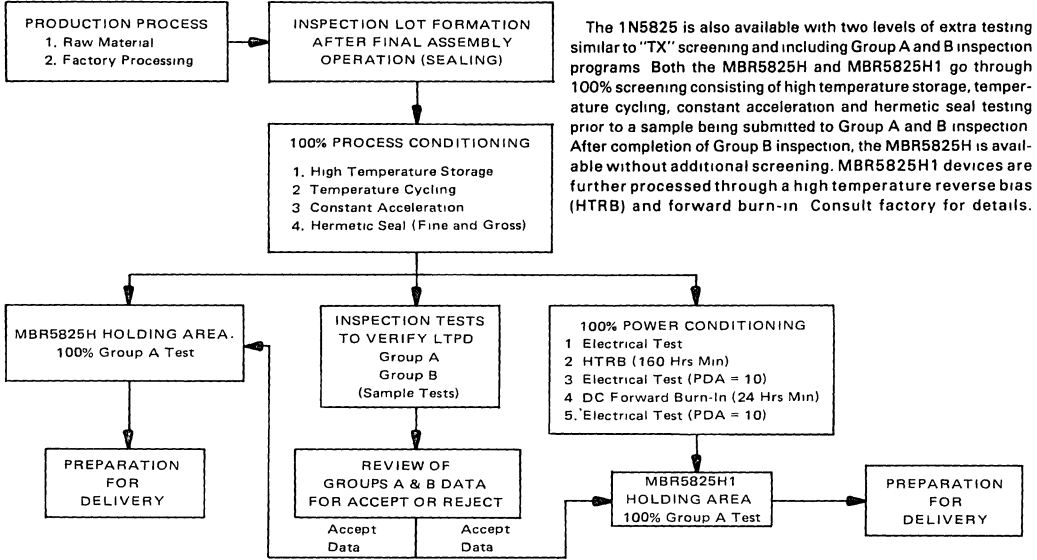 PRODUCTION PROCESS
1. Raw Material
2. Factory Processing
INSPECTION LOT FORMATION
AFTER FINAL ASSEMBLY
OPERATION (SEALING)
The 1N5825 is also available with two levels of extra testing
similar to "TX" screening and including Group A and B inspection
programs Both the MBR5825H and MBR5825H1 go through
100% screening consisting of high temperature storage, temper-
ature cycling, constant acceleration and hermetic seal testing
prior to a sample being submitted to Group A and B inspection
After completion of Group B inspection, the MBR5825H is avail-
able without additional screening. MBR5825H1 devices are
further processed through a high temperature reverse bias
(HTRB) and forward burn-in Consult factory for details.
100% PROCESS CONDITIONING
1. High Temperature Storage
2 Temperature Cycling
3 Constant Acceleration
4. Hermetic Seal (Fine and Gross)
MBR5825H HOLDING AREA.
100% Group A Test
INSPECTION TESTS
TO VERIFY LTPD
Group A
Group B
(Sample Tests)
100% POWER CONDITIONING
1 Electrical Test
2 HTRB (160 Hrs Min)
3 Electrical Test (PDA = 10)
4 DC Forward Burn-In (24 Hrs Min)
5. Electrical Test (PDA = 10)
PREPARATION
FOR
DELIVERY
REVIEW OF
GROUPS A & B DATA
FOR ACCEPT OR REJECT
MBR5825H1
HOLDING AREA
100% Group A Test
PREPARATION
FOR
DELIVERY
Accept
Data
Accept
Data